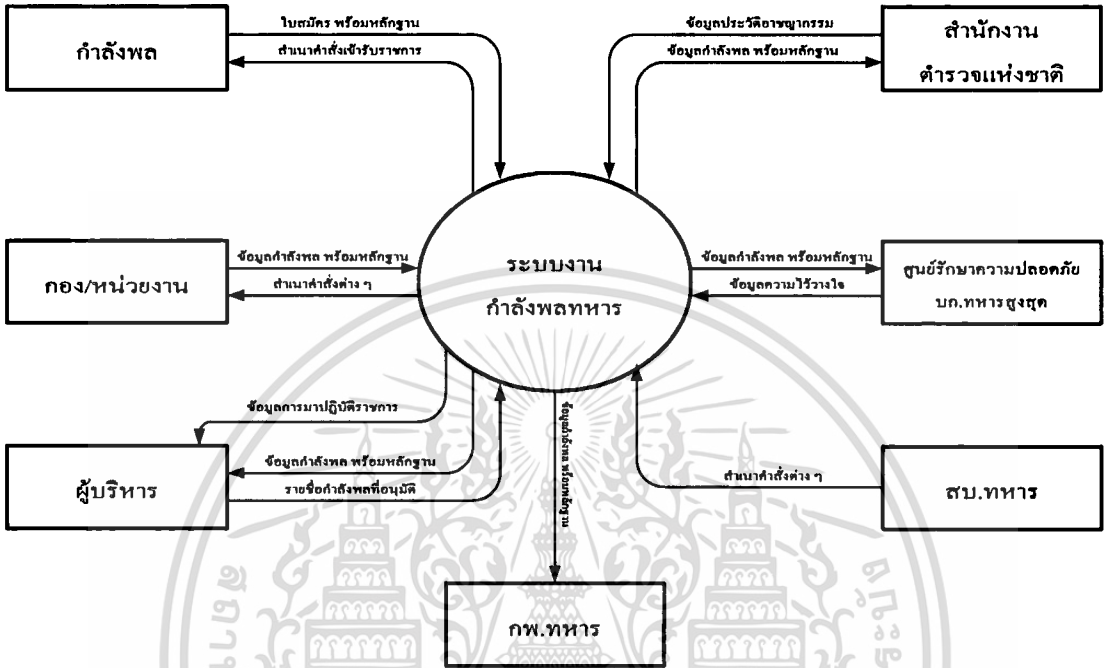 ใบสมัคร พร้อมหลักฐาน
สำเนาคำสั่งเข้ารับราชการ
กำลังพล
ข้อมูลประวัติอาชญากรรม
ข้อมูลกำลังพล พร้อมหลักฐาน
สำนักงาน
ตำรวจแห่งชาติ
กอง/หน่วยงาน
ข้อมูลกำลังพล พร้อมหลักฐาน
สำเนาคำสั่งต่าง ๆ
ระบบงาน
กำลังพลทหาร
ข้อมูลกำลังพล พร้อมหลักฐาน
ข้อมูลความไว้วางใจ
ศูนย์รักษาความปลอดภัย
บก.ทหารสูงสุด
ข้อมูลการมาปฏิบัติราชการ
ข้อมูลกำลังพล พร้อมหลักฐาน
รายชื่อกำลังพลที่อนุมัติ
ผู้บริหาร
ข้อมูลกำลังพล พร้อมหลักฐาน
สำเนาคำสั่งต่าง ๆ
สบ.ทหาร
กพ.ทหาร